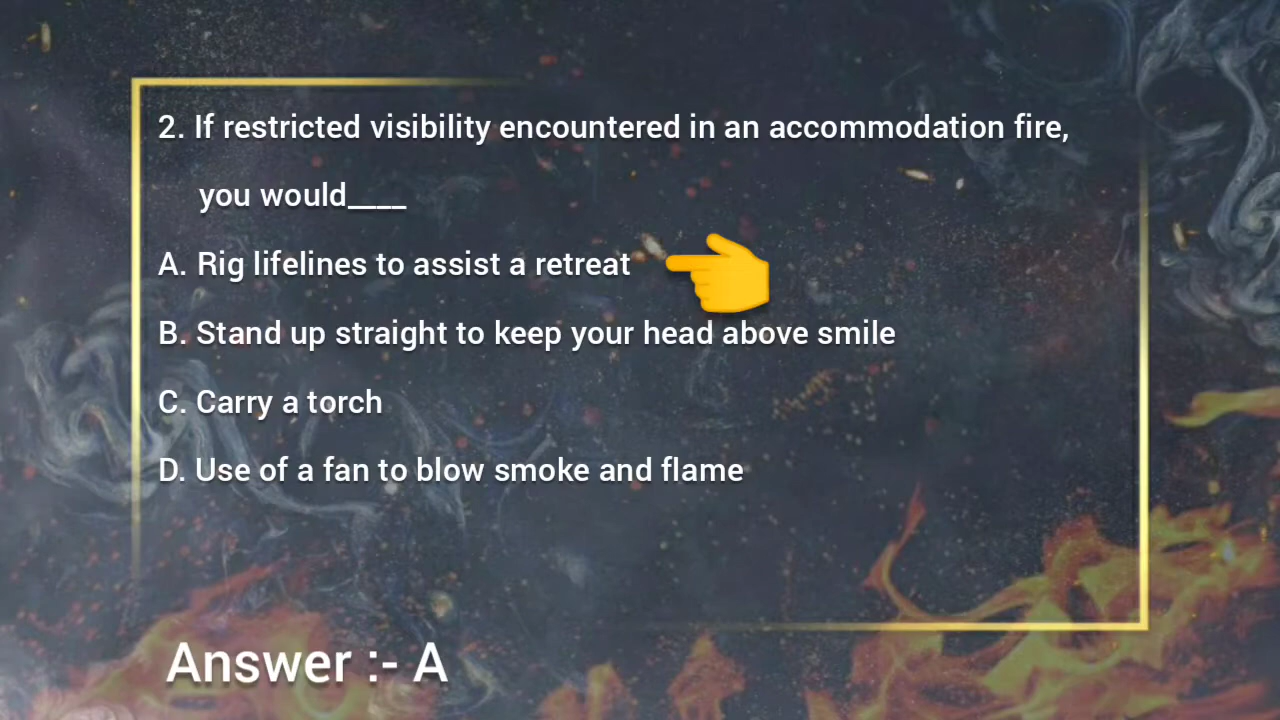 2. If restricted visibility encountered in an accommodation fire,
you would____
A. Rig lifelines to assist a retreat
B. Stand up straight to keep your head above smile
C. Carry a torch
D. Use of a fan to blow smoke and flame
Answer :- A